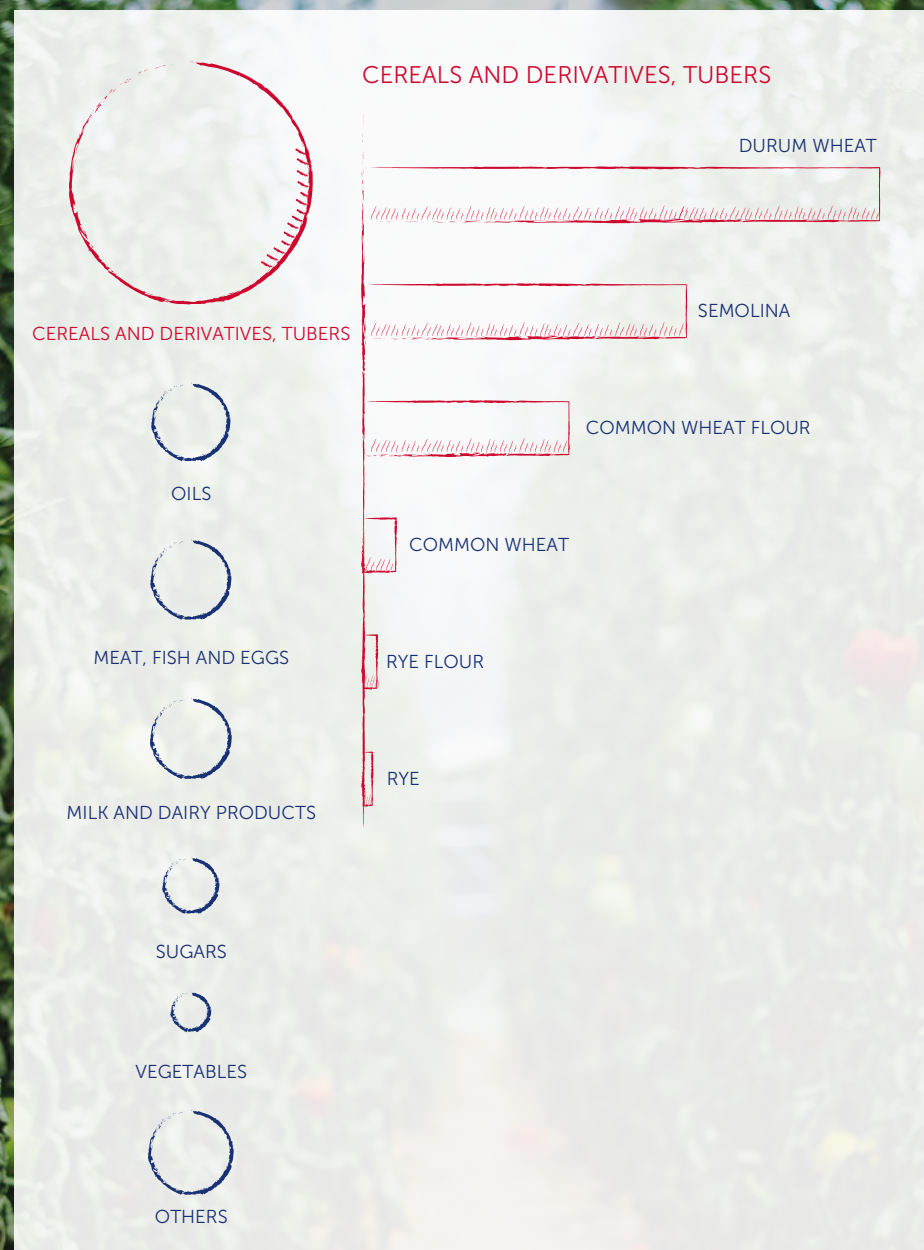 CEREALS AND DERIVATIVES, TUBERS
DURUM WHEAT
SEMOLINA
CEREALS AND DERIVATIVES, TUBERS
COMMON WHEAT FLOUR
OILS
COMMON WHEAT
MEAT, FISH AND EGGS
RYE FLOUR
RYE
MILK AND DAIRY PRODUCTS
SUGARS
VEGETABLES
OTHERS